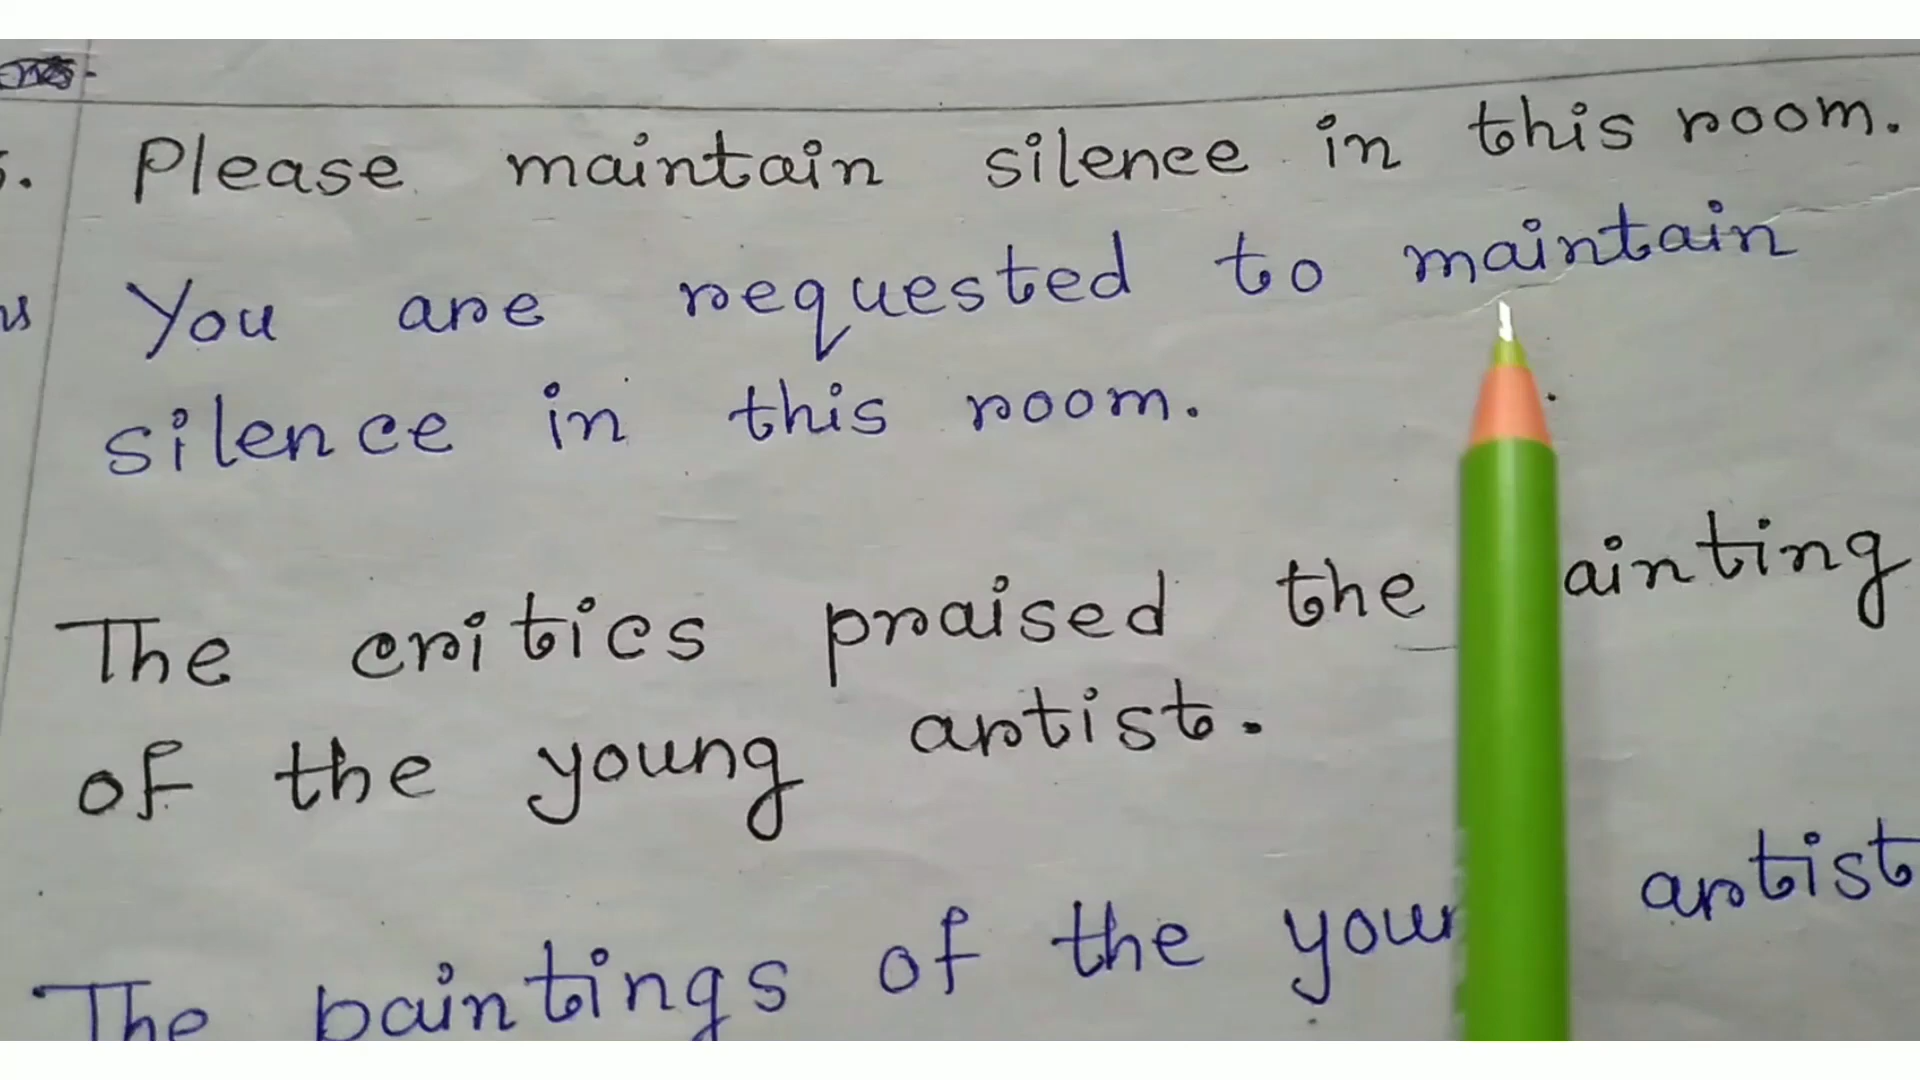 5. Please maintain silence in this room.
You are requested to maintain
silence in this room.
The critics praised the ainting
of the young artist.
The paintings of the artist